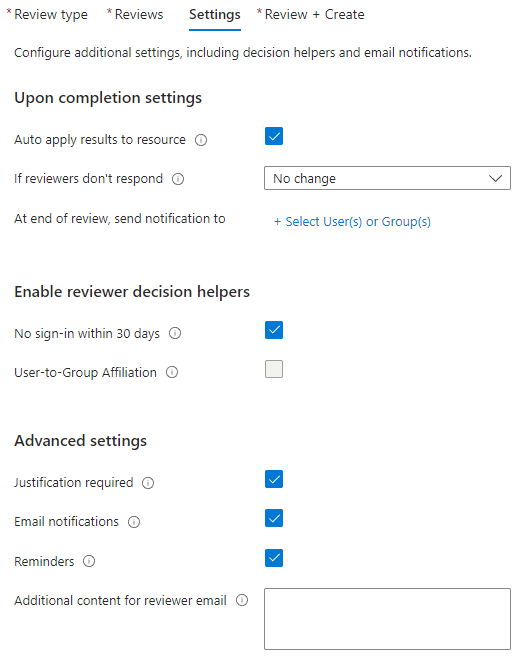 * Review type * Reviews Settings * Review + Create
Configure additional settings, including decision helpers and email notifications.
Upon completion settings
Auto apply results to resource
If reviewers don't respond No change
At end of review, send notification to + Select User(s) or Group(s)
Enable reviewer decision helpers
No sign-in within 30 days
User-to-Group Affiliation
Advanced settings
Justification required
Email notifications
Reminders
Additional content for reviewer email